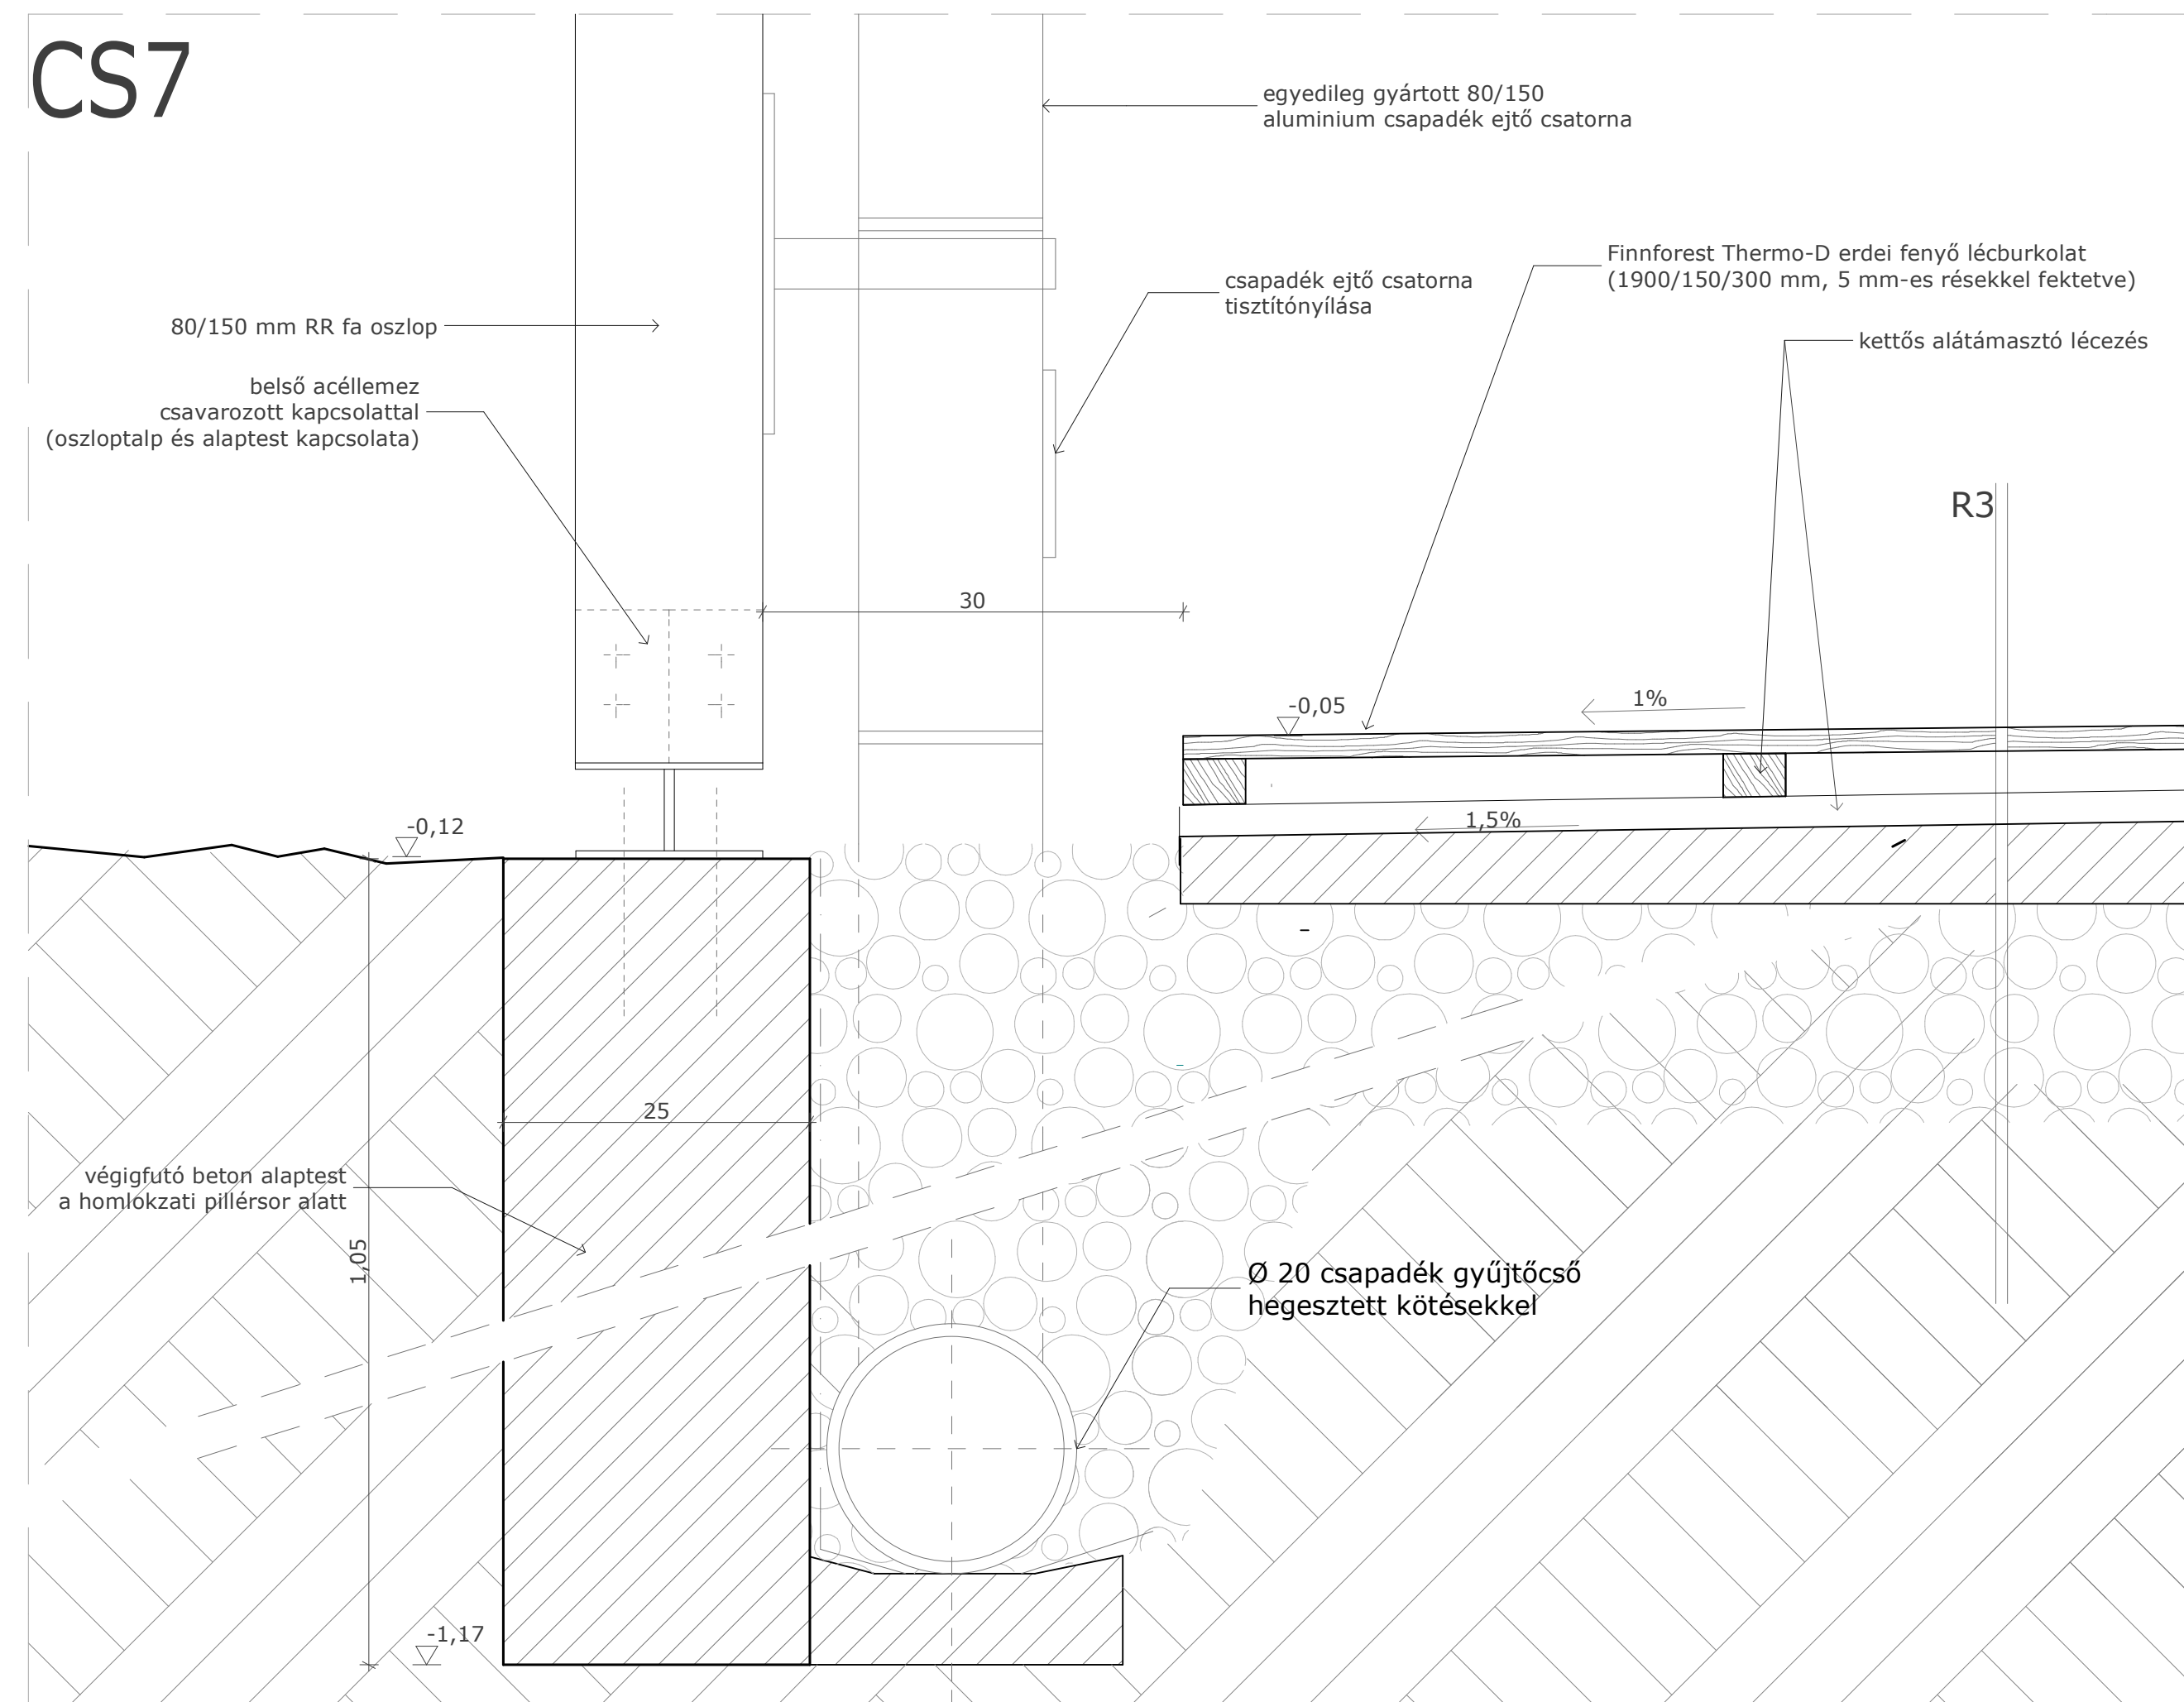 CS7
egyedileg gyártott 80/150
aluminium csapadék ejtő csatorna
Finnforest Thermo-D erdei fenyő lécburkolat
(1900/150/300 mm, 5 mm-es résekkel fektetve)
csapadék ejtő csatorna
tisztítónyílása
80/150 mm RR fa oszlop
kettős alátámasztó lécezés
belső acéllemez
csavarozott kapcsolattal
(oszloptalp és alaptest kapcsolata)
R3
30
1%
-0,05
1,5%
-0,12
25
végigfutó beton alaptest
a homlokzati pillérsor alatt
1,05
Ø 20 csapadék gyűjtőcső
hegesztett kötésekkel
-1,17